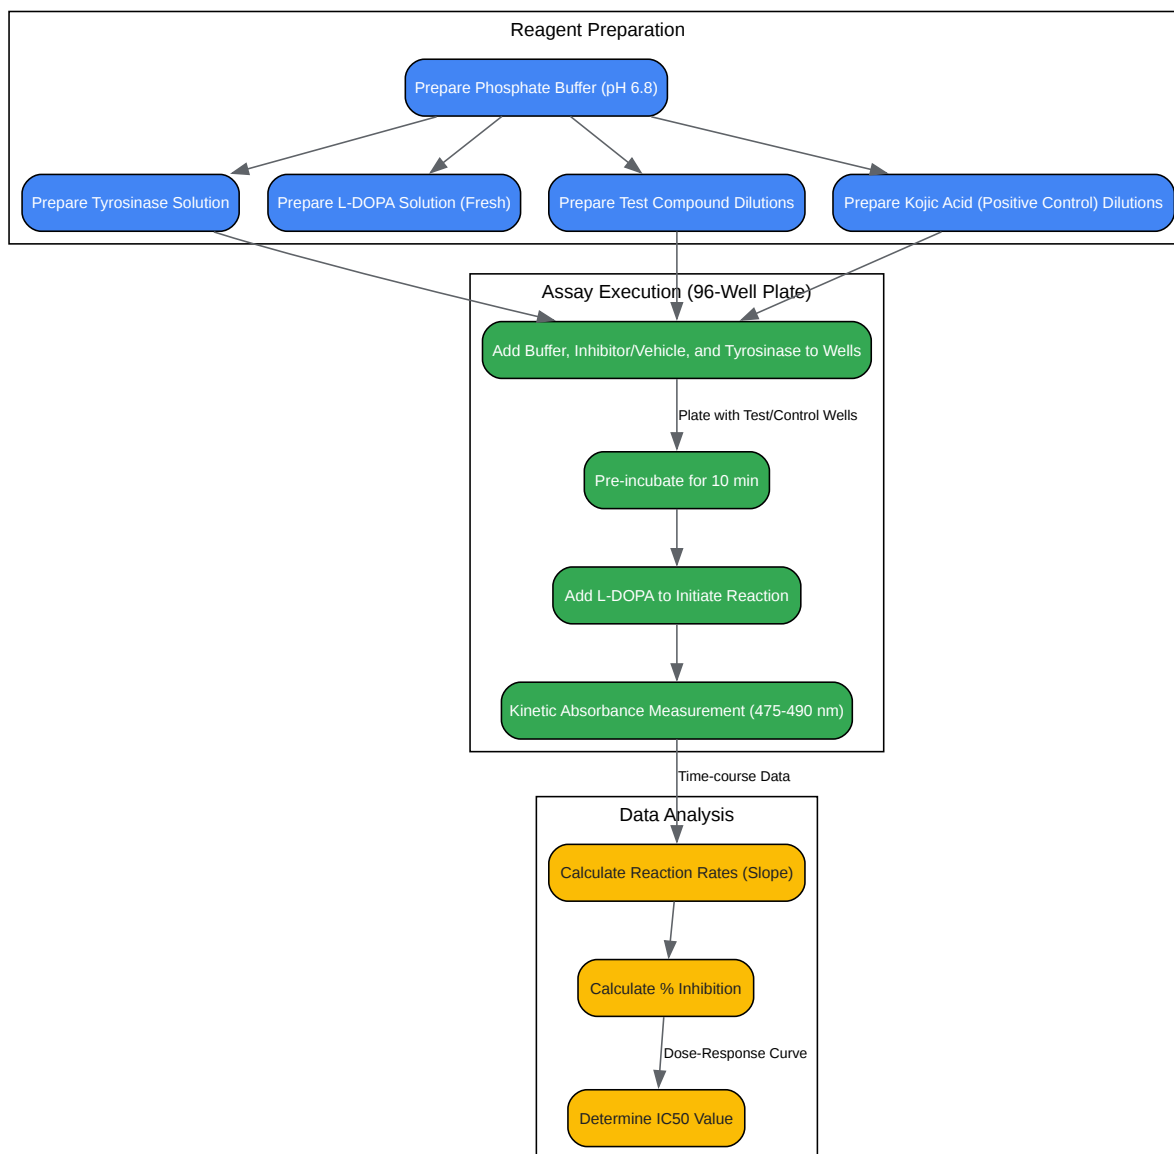 Reagent Preparation
Prepare Phosphate Buffer (pH 6.8)
Prepare Tyrosinase Solution
Prepare L-DOPA Solution (Fresh)
Prepare Test Compound Dilutions
Prepare Kojic Acid (Positive Control) Dilutions
Assay Execution (96-Well Plate)
Add Buffer, Inhibitor/Vehicle, and Tyrosinase to Wells
Plate with Test/Control Wells
Pre-incubate for 10 min
Add L-DOPA to Initiate Reaction
Kinetic Absorbance Measurement (475-490 nm)
Time-course Data
Data Analysis
Calculate Reaction Rates (Slope)
Calculate % Inhibition
Dose-Response Curve
Determine IC50 Value